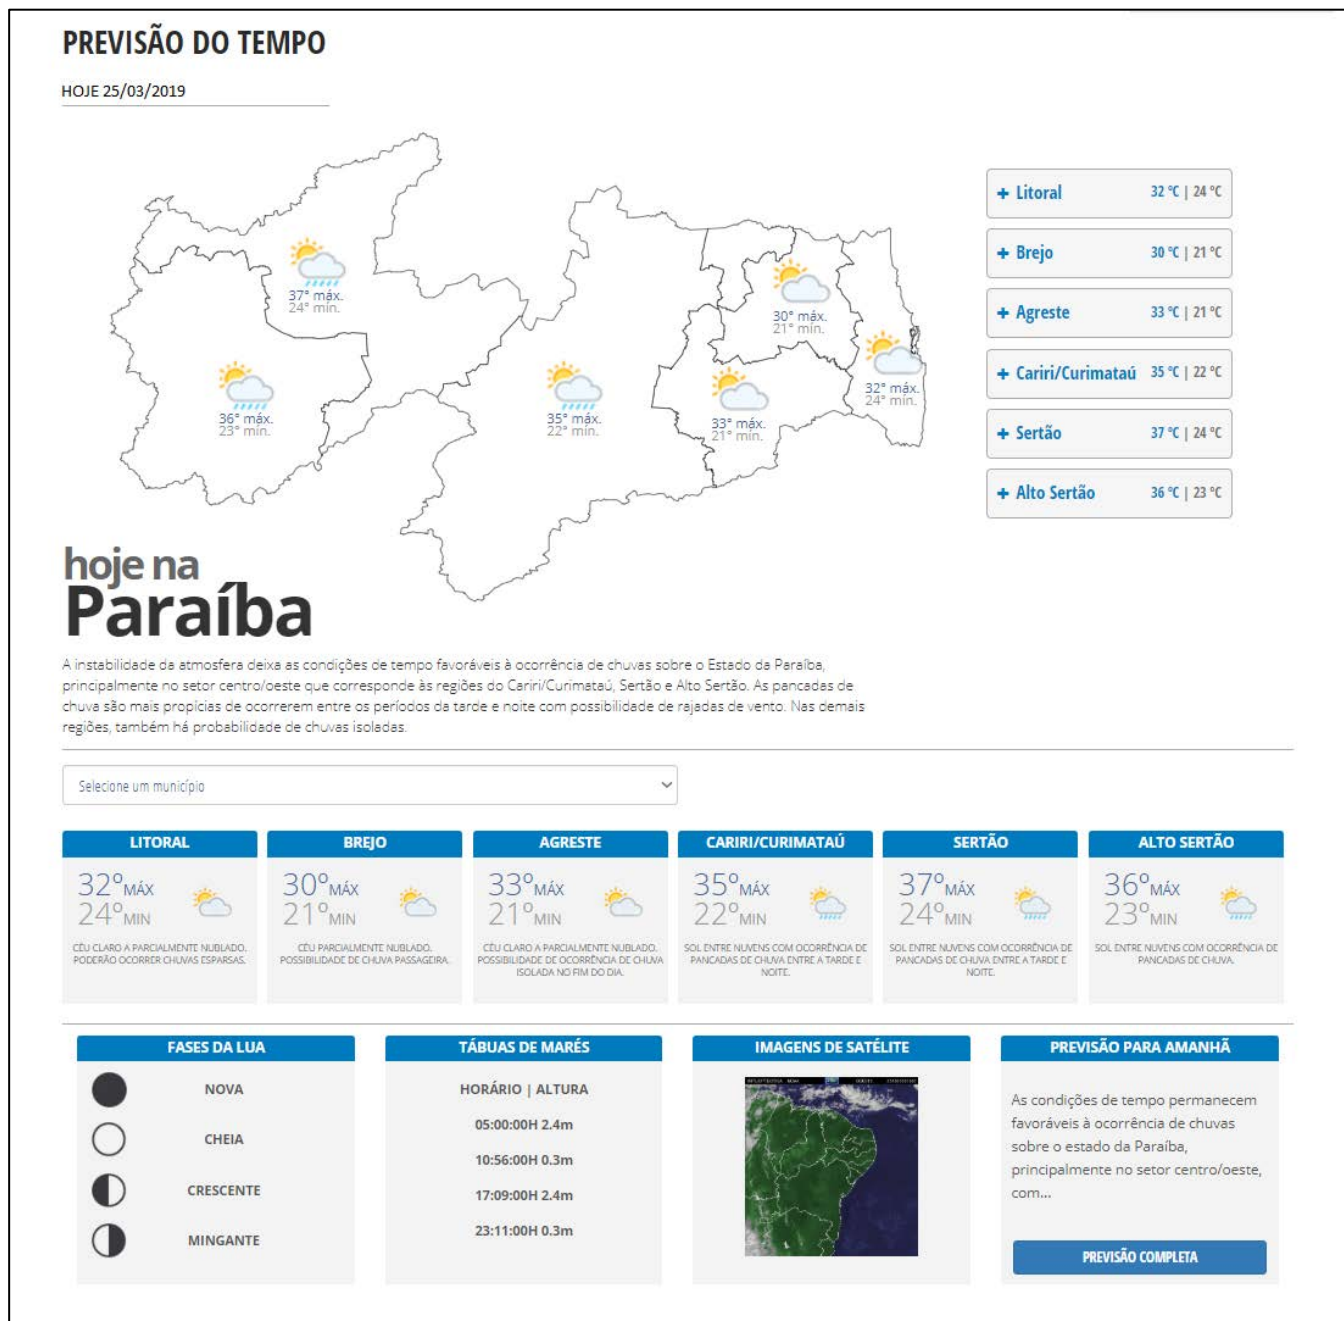 PREVISÃO DO TEMPO
HOJE 25/03/2019
37° máx.
24° mín.
36° máx.
23° mín.
35° máx.
22° mín.
30° máx.
21° mín.
33° máx.
21° mín.
32° máx.
24° mín.
+ Litoral 32 °C | 24 °C
+ Brejo 30 °C | 21 °C
+ Agreste 33 °C | 21 °C
+ Cariri/Curimataú 35 °C | 22 °C
+ Sertão 37 °C | 24 °C
+ Alto Sertão 36 °C | 23 °C
hoje na
Paraíba
A instabilidade da atmosfera deixa as condições de tempo favoráveis à ocorrência de chuvas sobre o Estado da Paraíba,
principalmente no setor centro/oeste que corresponde às regiões do Cariri/Curimataú, Sertão e Alto Sertão. As pancadas de
chuva são mais propícias de ocorrerem entre os períodos da tarde e noite com possibilidade de rajadas de vento. Nas demais
regiões, também há probabilidade de chuvas isoladas.
Selecione um município
LITORAL
32º MÁX
24º MIN
CÉU CLARO A PARCIALMENTE NUBLADO.
PODERÃO OCORRER CHUVAS ESPARSAS.
BREJO
30º MÁX
21º MIN
CÉU PARCIALMENTE NUBLADO.
POSSIBILIDADE DE CHUVA PASSAGEIRA.
AGRESTE
33º MÁX
21º MIN
CÉU CLARO A PARCIALMENTE NUBLADO.
POSSIBILIDADE DE OCORRÊNCIA DE CHUVA
ISOLADA NO FIM DO DIA.
CARIRI/CURIMATAÚ
35º MÁX
22º MIN
SOL ENTRE NUVENS COM OCORRÊNCIA DE
PANCADAS DE CHUVA ENTRE A TARDE E
NOITE.
SERTÃO
37º MÁX
24º MIN
SOL ENTRE NUVENS COM OCORRÊNCIA DE
PANCADAS DE CHUVA ENTRE A TARDE E
NOITE.
ALTO SERTÃO
36º MÁX
23º MIN
SOL ENTRE NUVENS COM OCORRÊNCIA DE
PANCADAS DE CHUVA.
FASES DA LUA
NOVA
CHEIA
CRESCENTE
MINGANTE
TÁBUAS DE MARÉS
HORÁRIO | ALTURA
05:00:00H 2.4m
10:56:00H 0.3m
17:09:00H 2.4m
23:11:00H 0.3m
IMAGENS DE SATÉLITE
PREVISÃO PARA AMANHÃ
As condições de tempo permanecem
favoráveis à ocorrência de chuvas
sobre o estado da Paraíba,
principalmente no setor centro/oeste,
com...
PREVISÃO COMPLETA